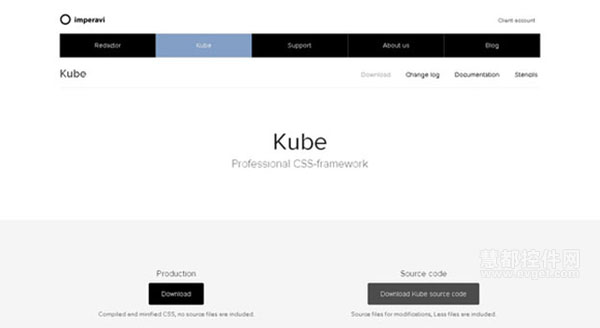 imperavi
Client account
Redactor Kube Support About us Blog
Kube
Download Change log Documentation Stencils
Kube
Professional CSS-framework
Production
Download
Compiled and minified CSS, no source files are included.
Source code
Download Kube source code
Source files for modifications, Less files are included.
慧都控件网
www.evget.com